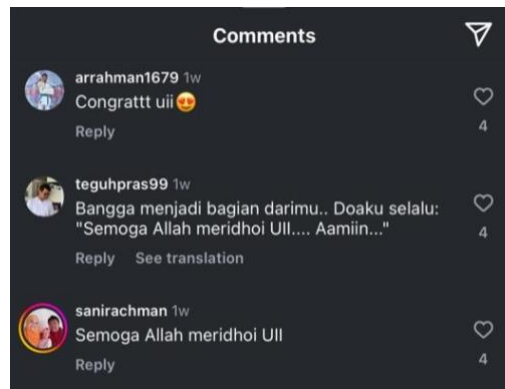 Comments
arrahman1679 1w
Congrattt uii😍
4
Reply
teguhpras99 1w
Bangga menjadi bagian darimu.. Doaku selalu:
"Semoga Allah meridhoi UII.... Aamiin..."
4
Reply See translation
sanirachman 1w
Semoga Allah meridhoi UII
4
Reply